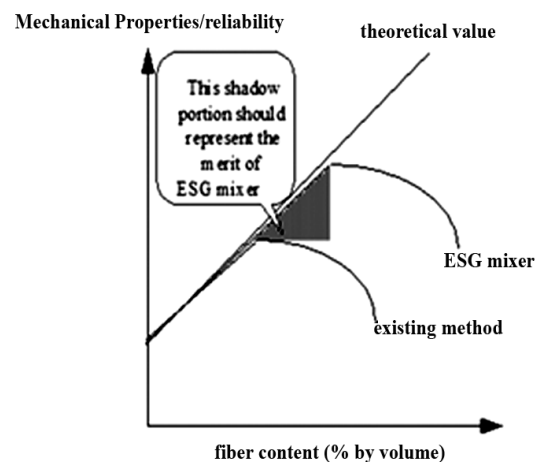 Mechanical Properties/reliability
theoretical value
This shadow
portion should
represent the
merit of
ESG mixer
ESG mixer
existing method
fiber content (% by volume)